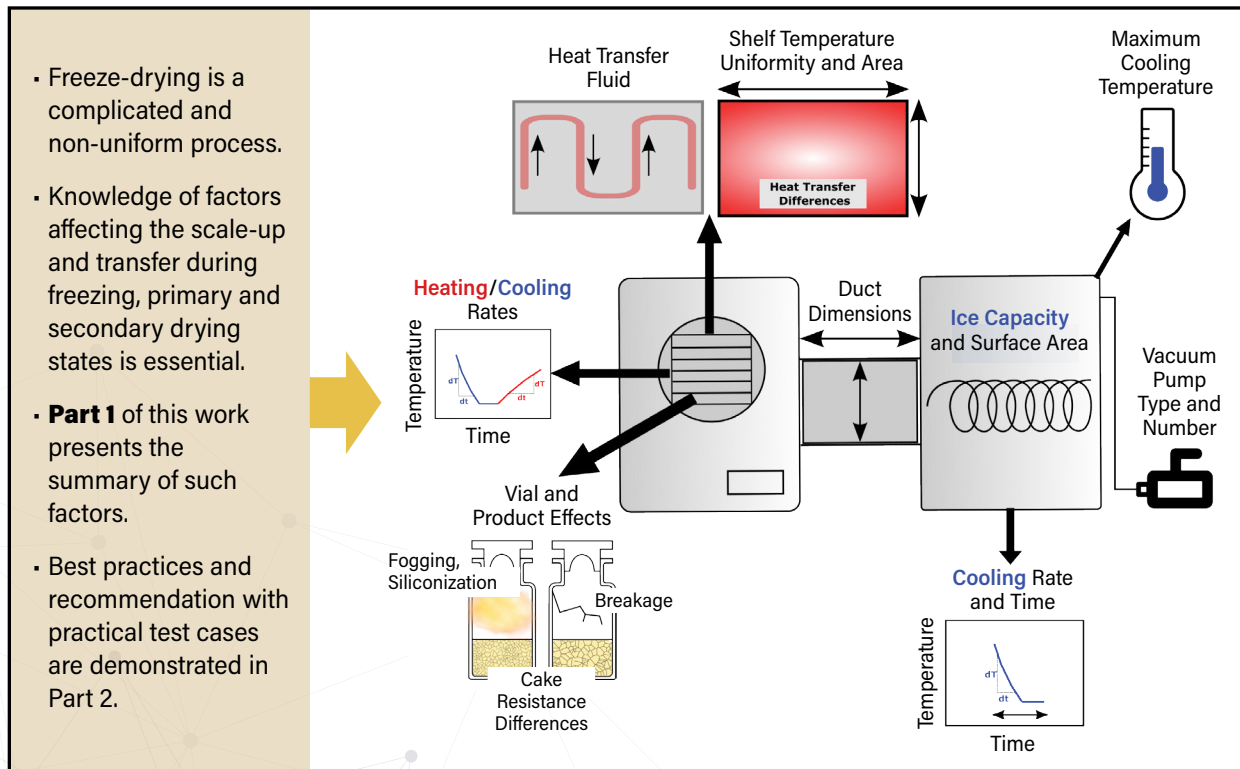 · Freeze-drying is a
complicated and
non-uniform process.
· Knowledge of factors
affecting the scale-up
and transfer during
freezing, primary and
secondary drying
states is essential.
· Part 1 of this work
presents the
summary of such
factors.
· Best practices and
recommendation with
practical test cases
are demonstrated in
Part 2.
Heat Transfer
Fluid
Shelf Temperature
Uniformity and Area
Heat Transfer
Differences
Maximum
Cooling
Temperature
Heating/Cooling
Rates
Temperature
dT
dt
dT
dt
Time
Duct
Dimensions
Ice Capacity
and Surface Area
Vacuum
Pump
Type and
Number
Vial and
Product Effects
Fogging,
Siliconization
Breakage
Cake
Resistance
Differences
Cooling Rate
and Time
Temperature
dT
dt
Time